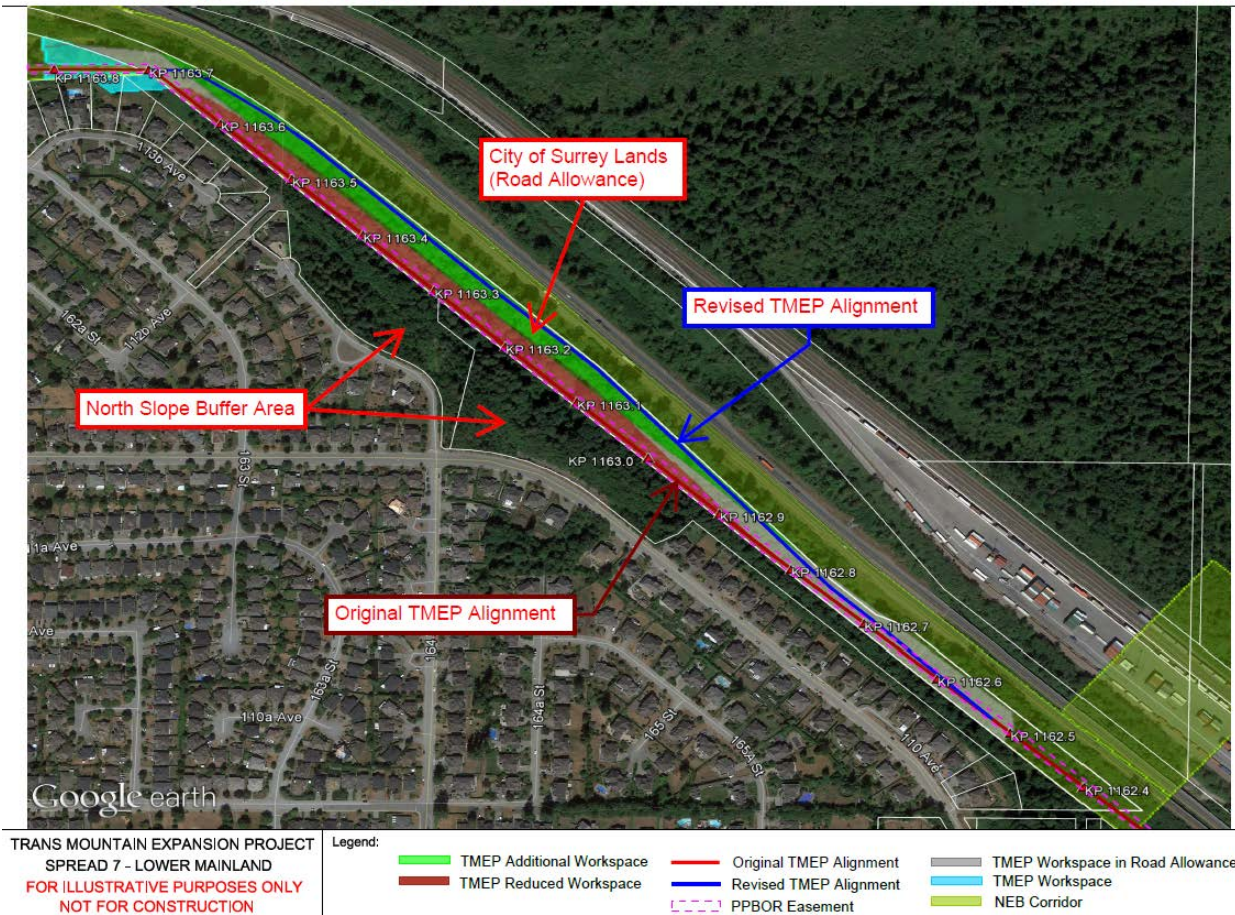 KP 1163.8
KP 1163.7
KP 1163.6
113b Ave
KP 1163.5
City of Surrey Lands
(Road Allowance)
KP 1163.4
KP 1163.3
Revised TMEP Alignment
162a St
112b Ave
KP 1163.2
North Slope Buffer Area
KP 1163.1
163 St
KP 1163.0
KP 1162.9
1a Ave
KP 1162.8
Original TMEP Alignment
Ave
164
KP 1162.7
163a St
KP 1162.6
110a Ave
164a St
165 St
165A St
110 Ave
KP 1162.5
KP 1162.4
Google earth
TRANS MOUNTAIN EXPANSION PROJECT
SPREAD 7 - LOWER MAINLAND
FOR ILLUSTRATIVE PURPOSES ONLY
NOT FOR CONSTRUCTION
Legend:
TMEP Additional Workspace
TMEP Reduced Workspace
Original TMEP Alignment
Revised TMEP Alignment
PPBOR Easement
TMEP Workspace in Road Allowance
TMEP Workspace
NEB Corridor